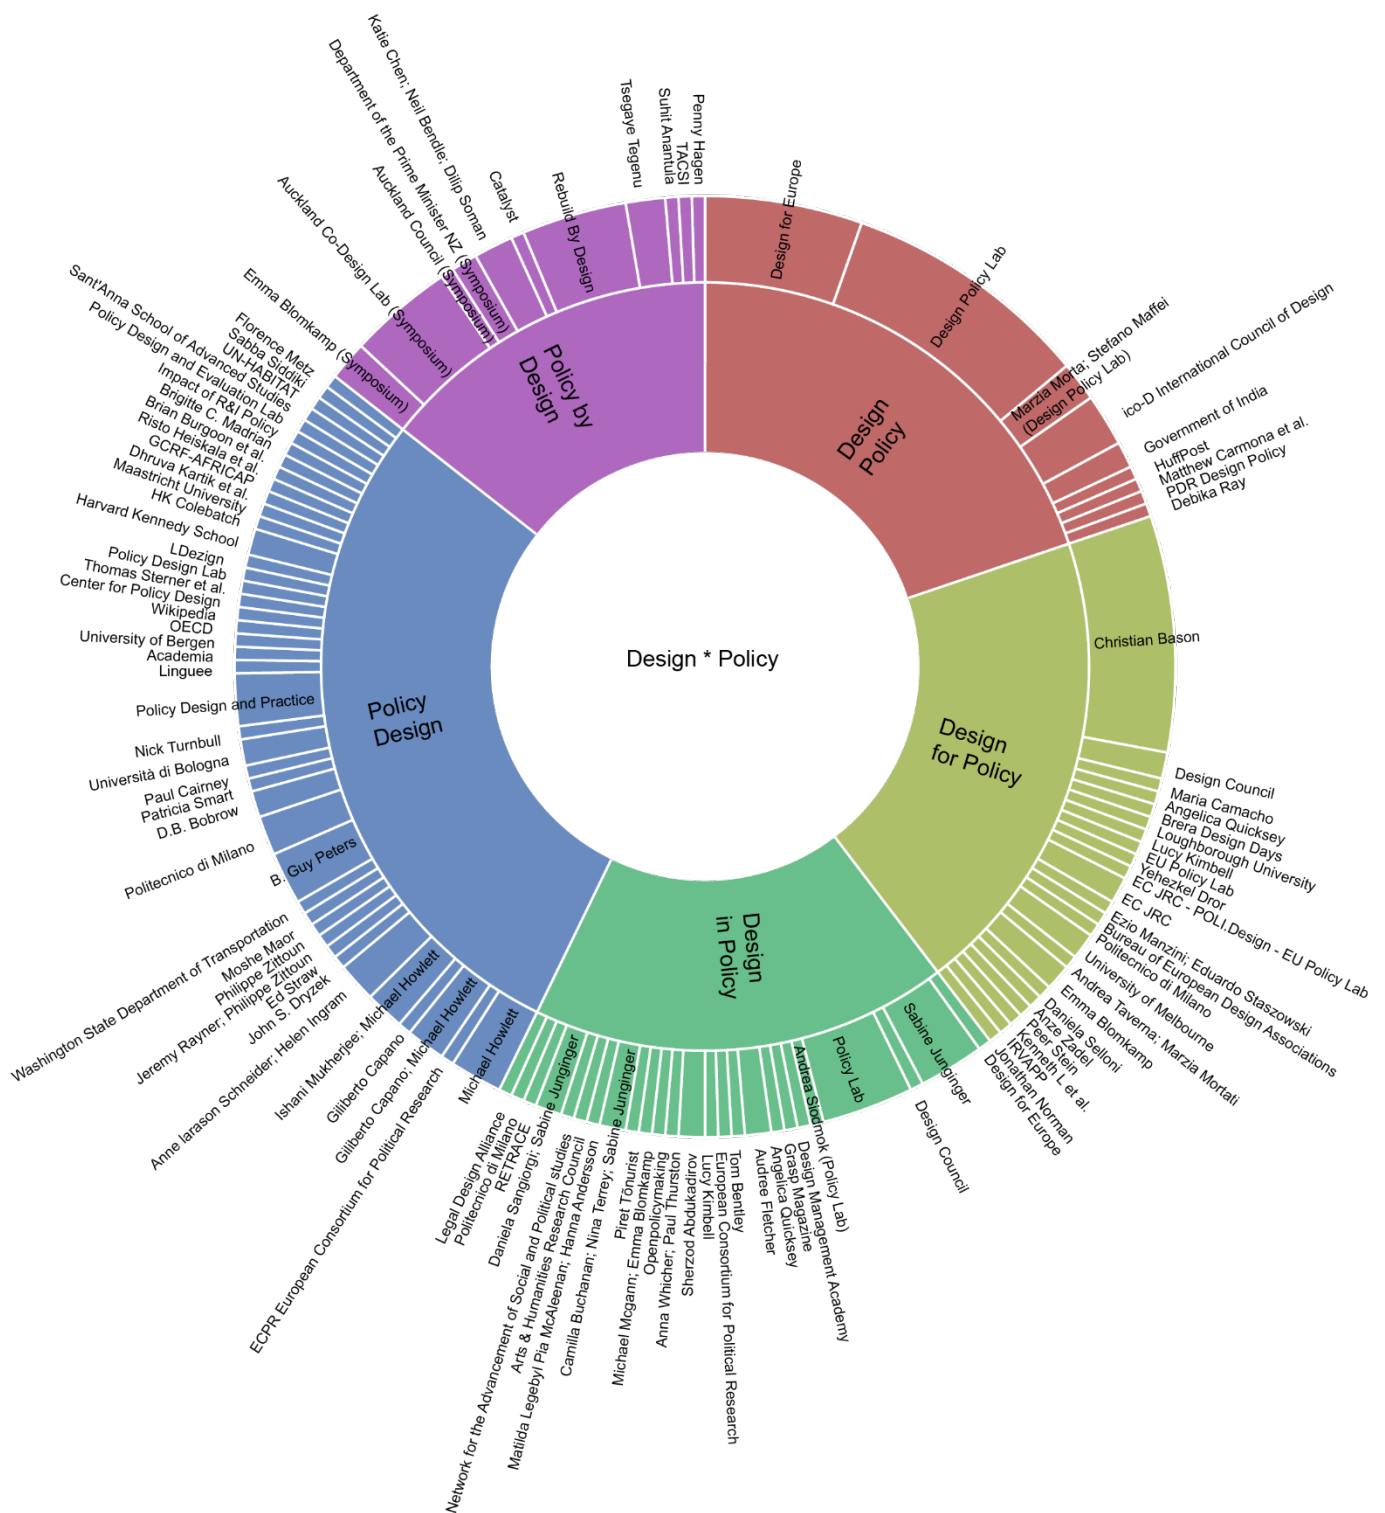 Design * Policy
Design
Policy
Design for Europe
Design Policy Lab
Marzia Morta; Stefano Maffei
(Design Policy Lab)
ico-D International Council of Design
Government of India
HuffPost
Matthew Carmona et al.
PDR Design Policy
Debika Ray
Design
for Policy
Christian Bason
Design Council
Maria Camacho
Angelica Quicksey
Brera Design Days
Loughborough University
Lucy Kimbell
EU Policy Lab
Yehezkel Dror
EC JRC - POLI.Design - EU Policy Lab
EC JRC
Ezio Manzini; Eduardo Staszowski
Bureau of European Design Associations
Politecnico di Milano
University of Melbourne
Andrea Taverna; Marzia Mortati
Emma Blomkamp
Daniela Selloni
Anze Zadel
Peer Stein
Kenneth L et al.
IRVAPP
Jonathan Norman
Design for Europe
Design
in Policy
Sabine Junginger
Design Council
Policy Lab
Andrea Siodmok (Policy Lab)
Design Management Academy
Grasp Magazine
Angelica Quicksey
Audree Fletcher
Tom Bentley
European Consortium for Political Research
Lucy Kimbell
Sherzod Abdukadirov
Anna Whicher; Paul Thurston
Openpolicymaking
Michael Mcgann; Emma Blomkamp
Piret Tõnurist
Camilla Buchanan; Nina Terrey; Sabine Junginger
Matilda Legebyl Pia McAleenan; Hanna Andersson
Arts & Humanities Research Council
Network for the Advancement of Social and Political studies
Daniela Sangiorgi; Sabine Junginger
RETRACE
Politecnico di Milano
Legal Design Alliance
Policy
Design
Michael Howlett
ECPR European Consortium for Political Research
Giliberto Capano; Michael Howlett
Giliberto Capano
Ishani Mukherjee; Michael Howlett
Anne larason Schneider; Helen Ingram
John S. Dryzek
Ed Straw
Jeremy Rayner; Philippe Zittoun
Philippe Zittoun
Moshe Maor
Washington State Department of Transportation
B. Guy Peters
Politecnico di Milano
D.B. Bobrow
Patricia Smart
Paul Cairney
Università di Bologna
Nick Turnbull
Policy Design and Practice
Linguee
Academia
University of Bergen
OECD
Wikipedia
Center for Policy Design
Thomas Sterner et al.
Policy Design Lab
LDezign
Harvard Kennedy School
HK Colebatch
Maastricht University
Dhruva Kartik et al.
GCRF-AFRICAP
Risto Heiskala et al.
Brian Burgoon et al.
Brigitte C. Madrian
Impact of R&I Policy
Policy Design and Evaluation Lab
Sant'Anna School of Advanced Studies
UN-HABITAT
Sabba Siddiki
Florence Metz
Policy by
Design
Emma Blomkamp (Symposium)
Auckland Co-Design Lab (Symposium)
Auckland Council (Symposium)
Department of the Prime Minister NZ (Symposium)
Katie Chen; Neil Bendle; Dilip Soman
Catalyst
Rebuild By Design
Tsegaye Tegenu
Suhit Anantula
TACSI
Penny Hagen